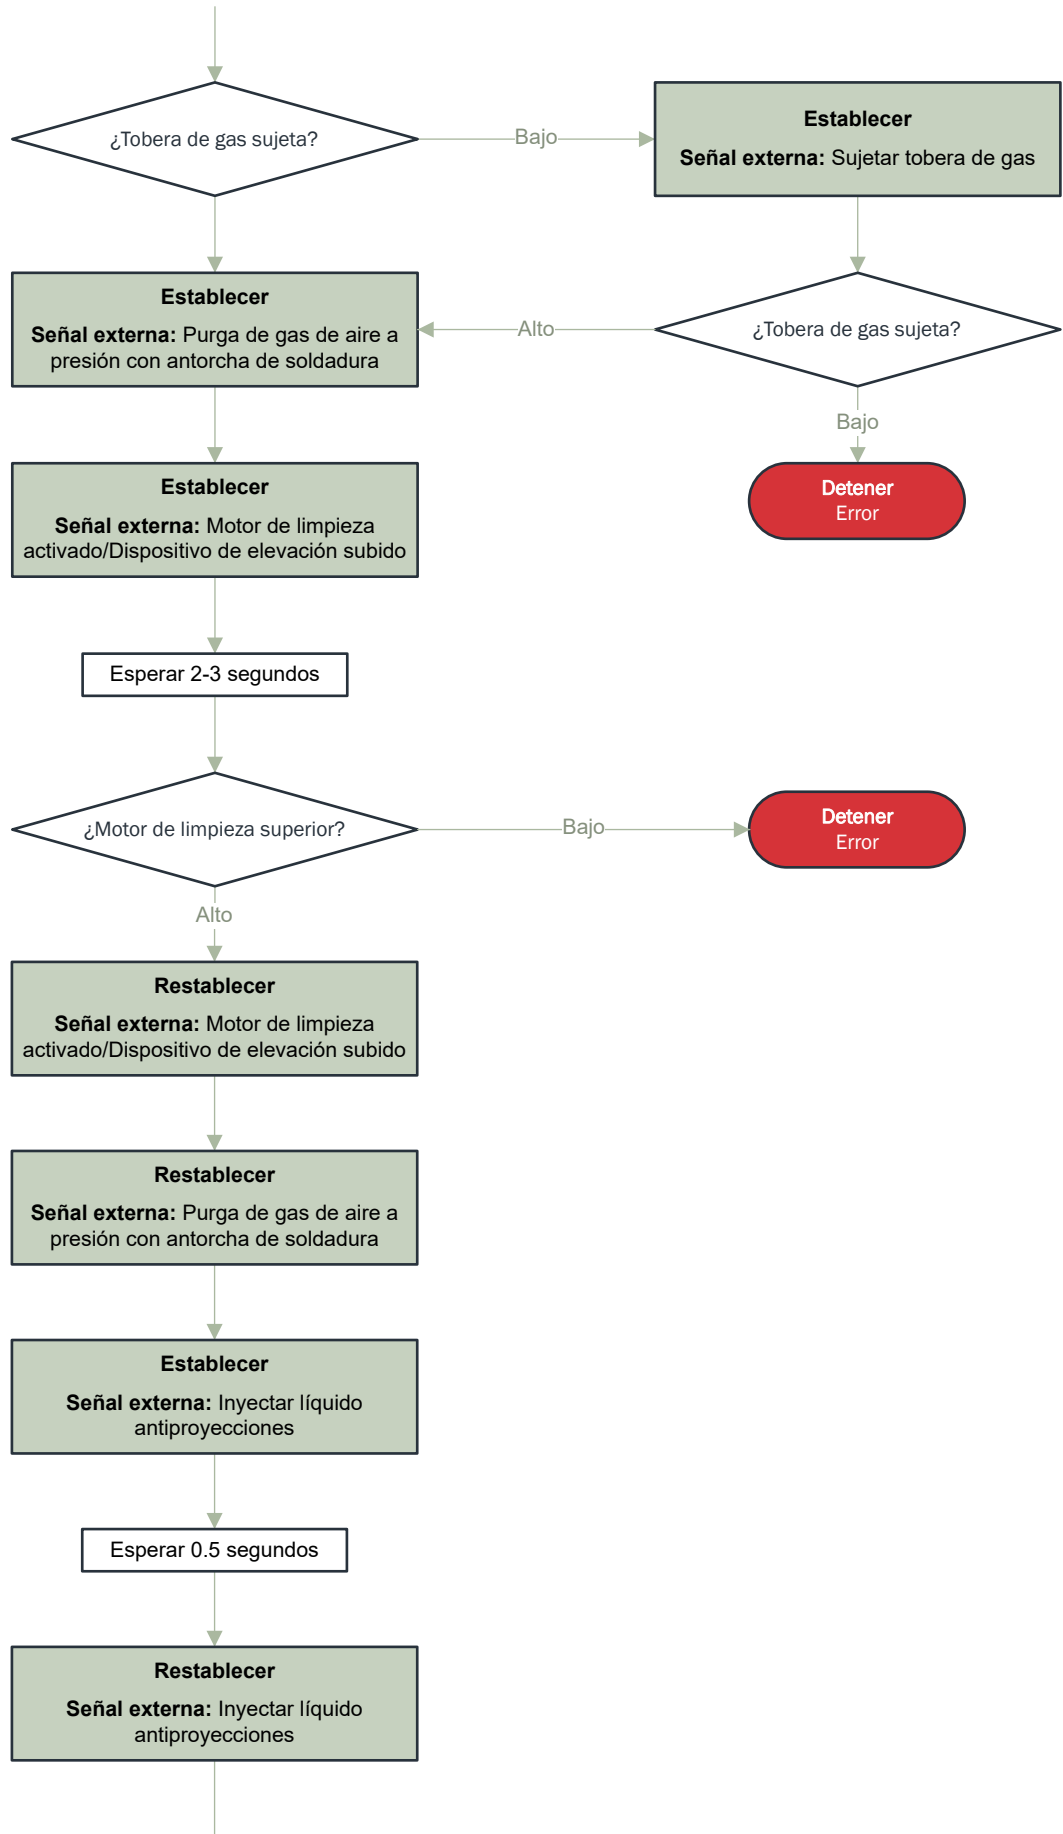 ¿Tobera de gas sujeta?
Bajo
Establecer
Señal externa: Sujetar tobera de gas
Establecer
Señal externa: Purga de gas de aire a
presión con antorcha de soldadura
Alto
¿Tobera de gas sujeta?
Bajo
Establecer
Señal externa: Motor de limpieza
activado/Dispositivo de elevación subido
Detener
Error
Esperar 2-3 segundos
¿Motor de limpieza superior?
Bajo
Detener
Error
Alto
Restablecer
Señal externa: Motor de limpieza
activado/Dispositivo de elevación subido
Restablecer
Señal externa: Purga de gas de aire a
presión con antorcha de soldadura
Establecer
Señal externa: Inyectar líquido
antiproyecciones
Esperar 0.5 segundos
Restablecer
Señal externa: Inyectar líquido
antiproyecciones